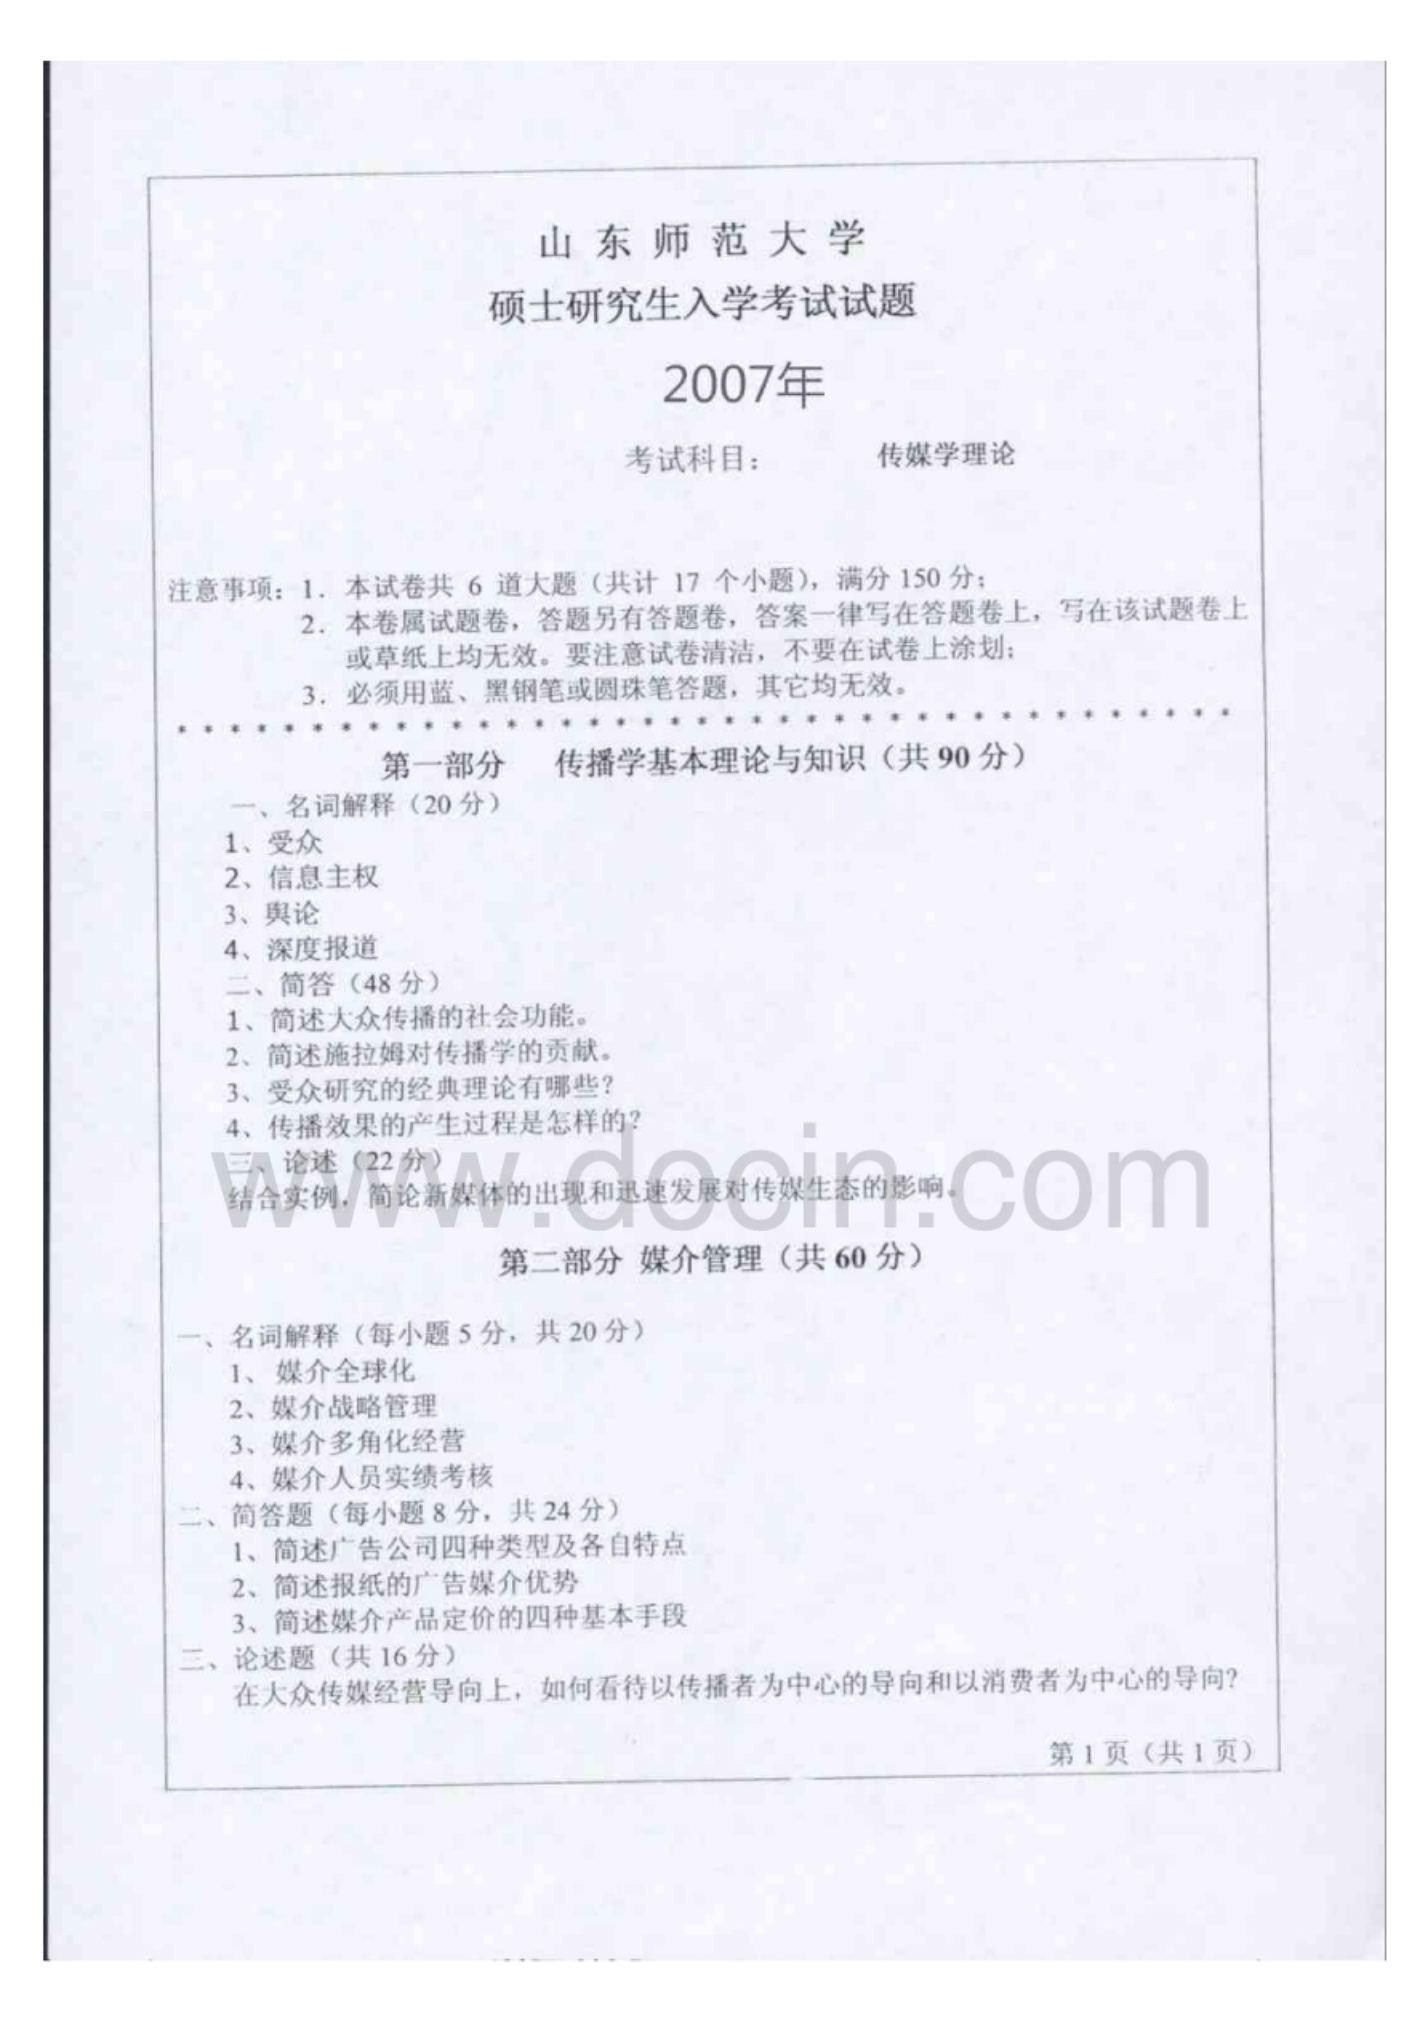 山东师范大学
硕士研究生入学考试试题
2007年
考试科目： 传媒学理论
注意事项：1．本试卷共 6 道大题（共计 17 个小题），满分 150 分；
2．本卷属试题卷，答题另有答题卷，答案一律写在答题卷上，写在该试题卷上
或草纸上均无效。要注意试卷清洁，不要在试卷上涂划；
3．必须用蓝、黑钢笔或圆珠笔答题，其它均无效。
* * * * * * * * * * * * * * * * * * * * * * * * * * * * * * * * * * * * * * *
第一部分 传播学基本理论与知识（共 90 分）
一、名词解释（20 分）
1、受众
2、信息主权
3、舆论
4、深度报道
二、简答（48 分）
1、简述大众传播的社会功能。
2、简述施拉姆对传播学的贡献。
3、受众研究的经典理论有哪些？
4、传播效果的产生过程是怎样的？
三、论述（22 分）
结合实例，简论新媒体的出现和迅速发展对传媒生态的影响。
www.docin.com
第二部分 媒介管理（共 60 分）
一、名词解释（每小题 5 分，共 20 分）
1、 媒介全球化
2、媒介战略管理
3、媒介多角化经营
4、媒介人员实绩考核
二、简答题（每小题 8 分，共 24 分）
1、简述广告公司四种类型及各自特点
2、简述报纸的广告媒介优势
3、简述媒介产品定价的四种基本手段
三、论述题（共 16 分）
在大众传媒经营导向上，如何看待以传播者为中心的导向和以消费者为中心的导向？
第 1 页（共 1 页）